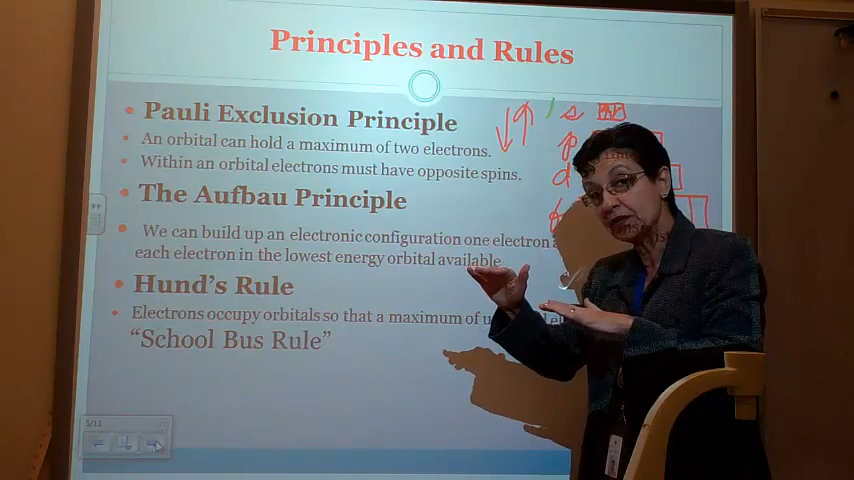 Principles and Rules
Pauli Exclusion Principle
An orbital can hold a maximum of two electrons.
Within an orbital electrons must have opposite spins.
The Aufbau Principle
We can build up an electronic configuration one electron
each electron in the lowest energy orbital available
Hund's Rule
Electrons occupy orbitals so that a maximum of
"School Bus Rule"
s
p
d
5/11